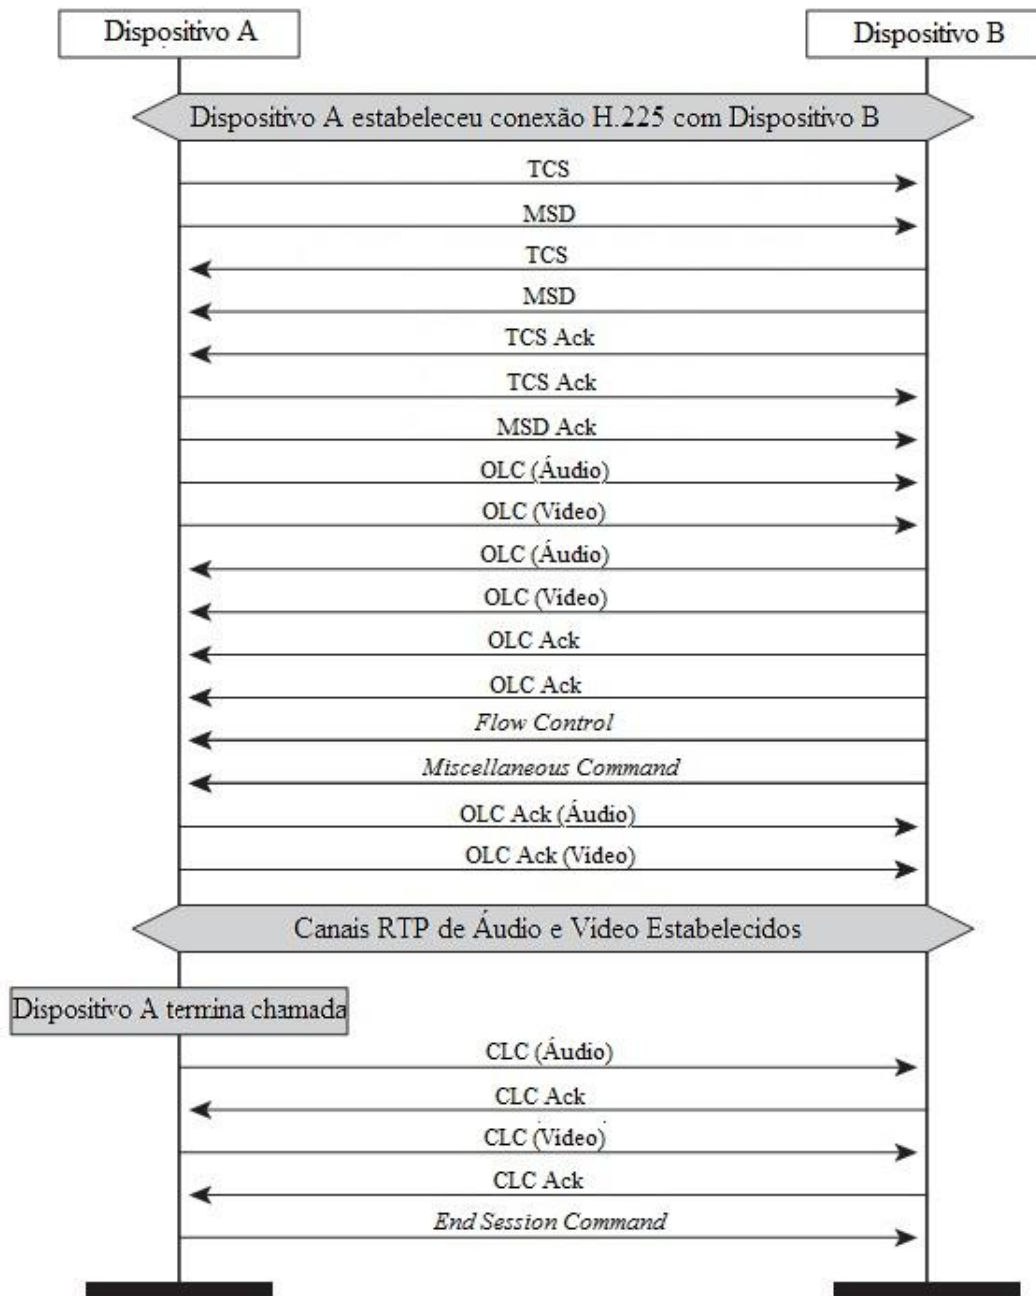 Dispositivo A
Dispositivo B
Dispositivo A estabeleceu conexão H.225 com Dispositivo B
TCS
MSD
TCS
MSD
TCS Ack
TCS Ack
MSD Ack
OLC (Áudio)
OLC (Video)
OLC (Áudio)
OLC (Video)
OLC Ack
OLC Ack
Flow Control
Miscellaneous Command
OLC Ack (Áudio)
OLC Ack (Video)
Canais RTP de Áudio e Vídeo Estabelecidos
Dispositivo A termina chamada
CLC (Áudio)
CLC Ack
CLC (Video)
CLC Ack
End Session Command